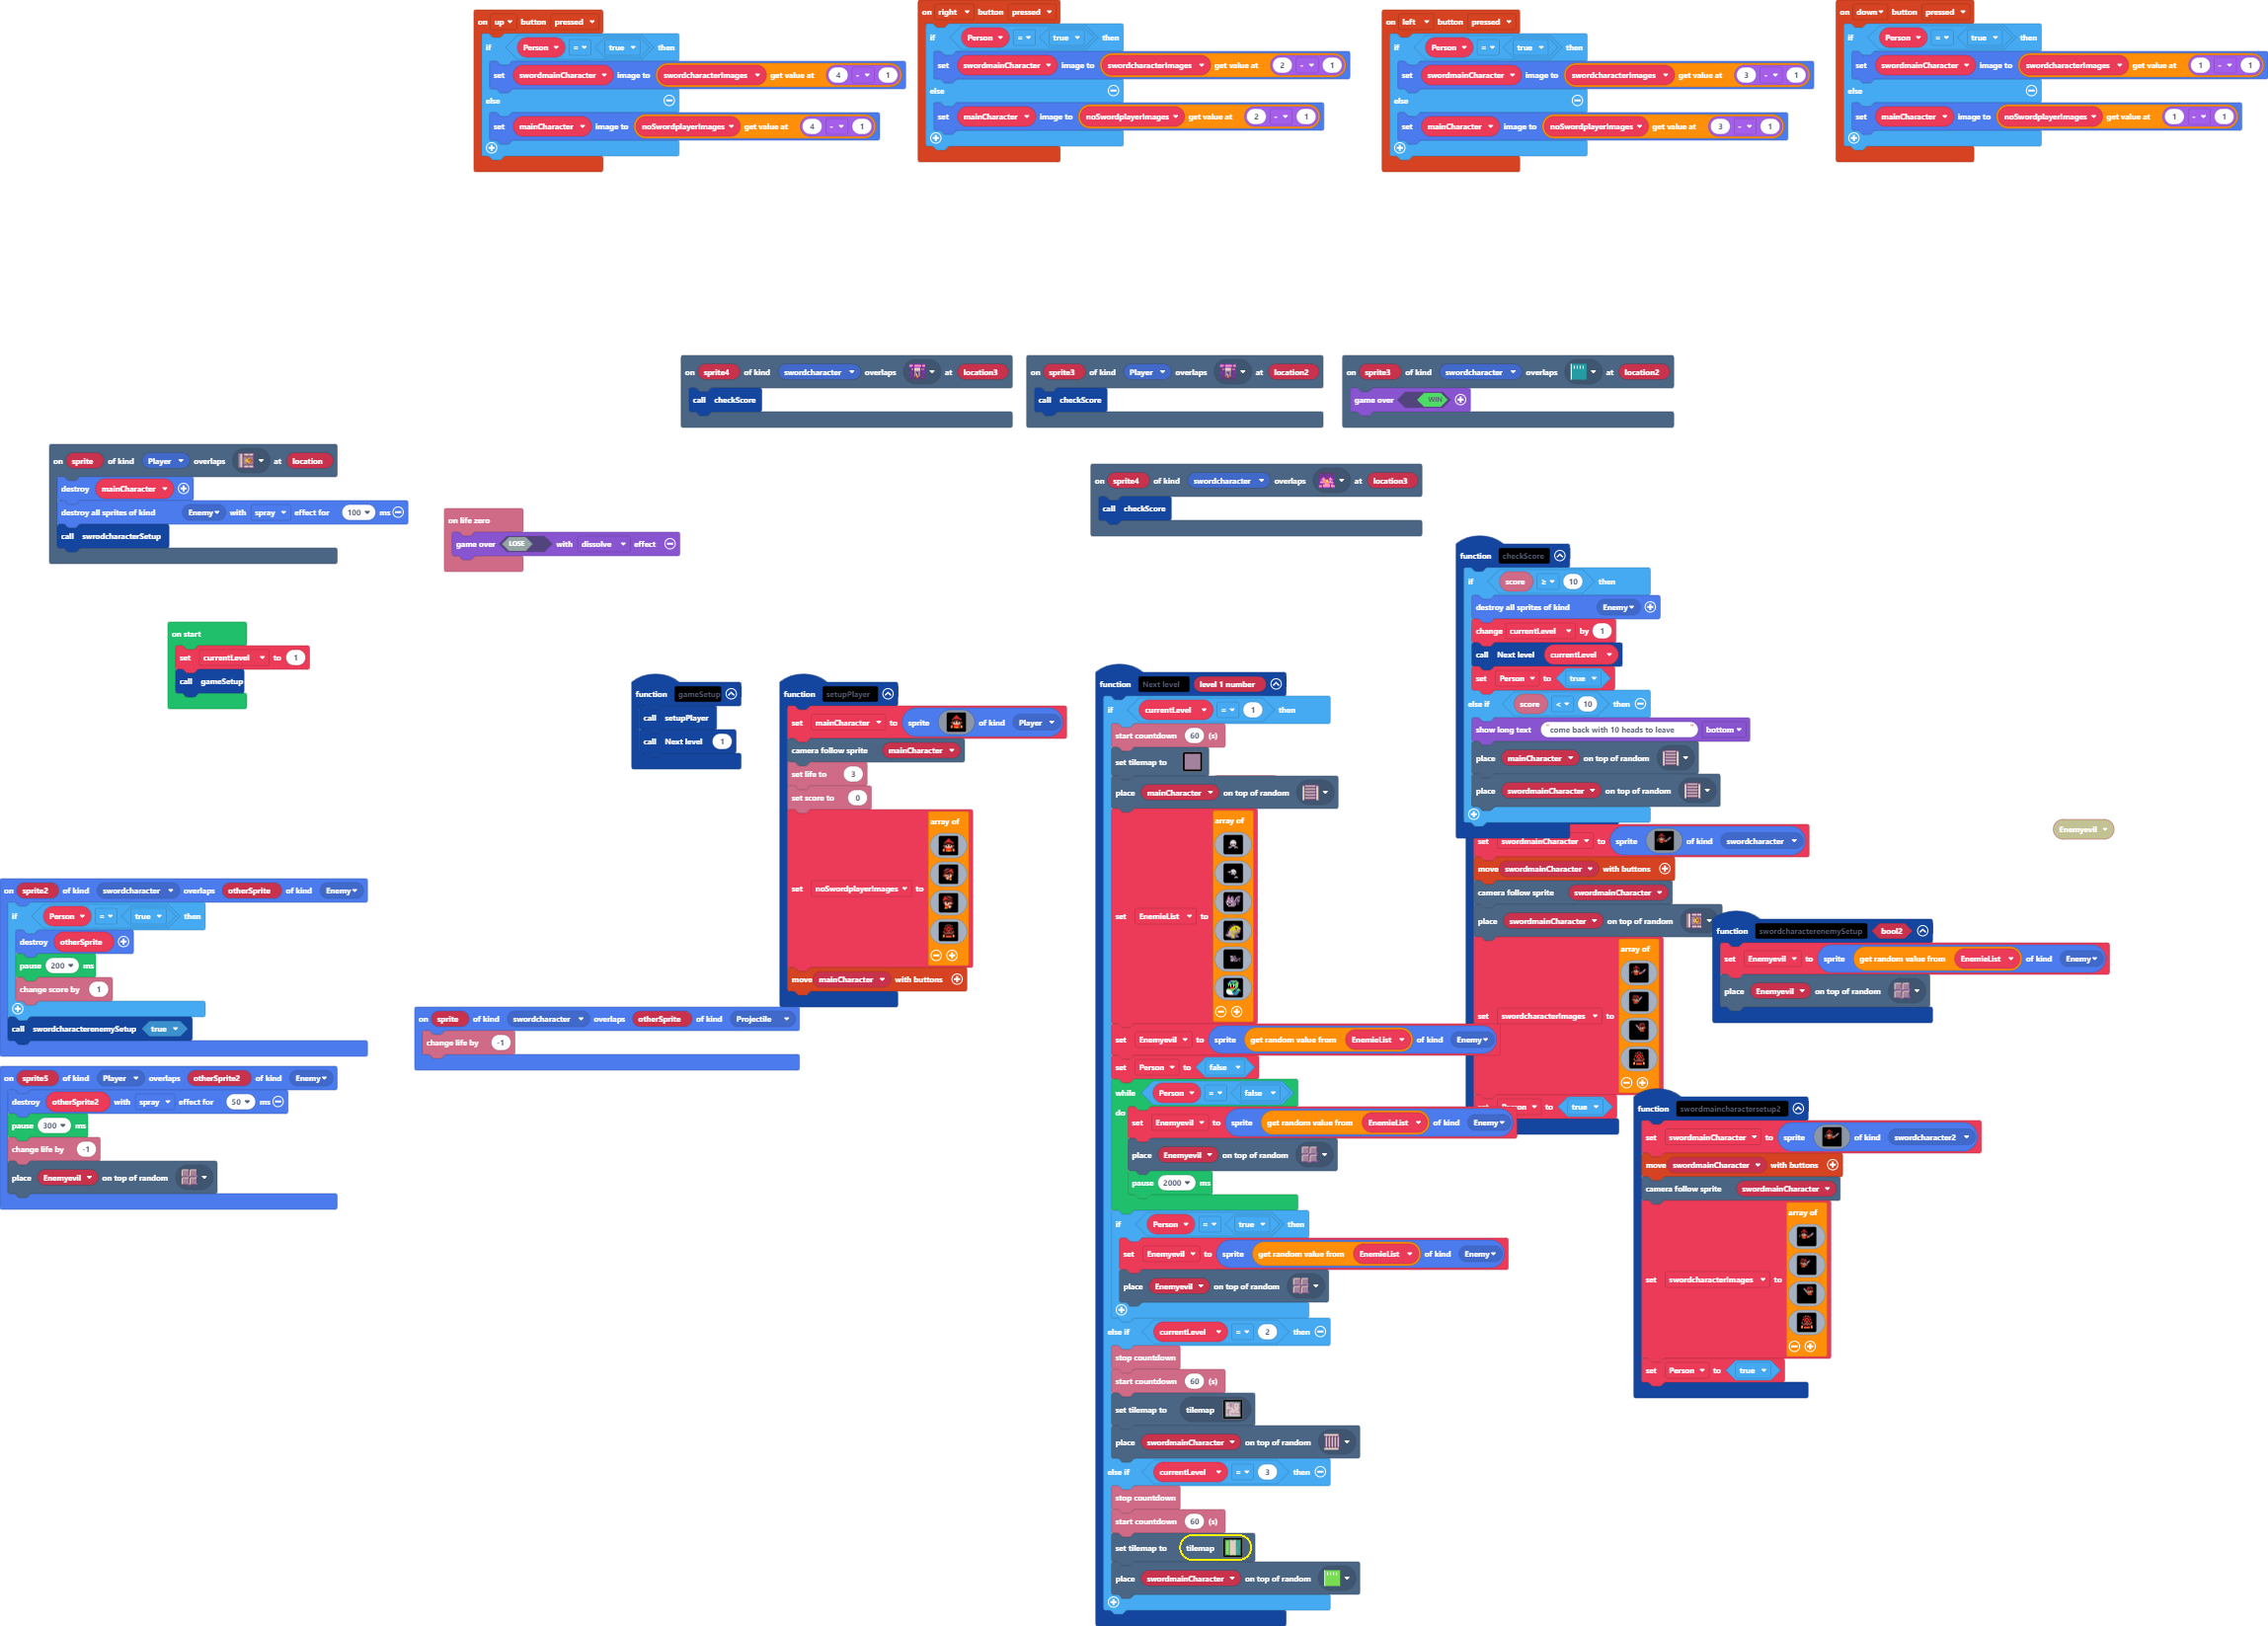 on up button pressed
if Person = true then
set swordmainCharacter image to swordcharacterImages get value at 4 - 1
else
set mainCharacter image to noSwordplayerImages get value at 4 - 1
on right button pressed
if Person = true then
set swordmainCharacter image to swordcharacterImages get value at 2 - 1
else
set mainCharacter image to noSwordplayerImages get value at 2 - 1
on left button pressed
if Person = true then
set swordmainCharacter image to swordcharacterImages get value at 3 - 1
else
set mainCharacter image to noSwordplayerImages get value at 3 - 1
on down button pressed
if Person = true then
set swordmainCharacter image to swordcharacterImages get value at 1 - 1
else
set mainCharacter image to noSwordplayerImages get value at 1 - 1
on sprite4 of kind swordcharacter overlaps at location3
call checkScore
on sprite3 of kind Player overlaps at location2
call checkScore
on sprite3 of kind swordcharacter overlaps at location2
game over WIN
on sprite of kind Player overlaps at location
destroy mainCharacter
destroy all sprites of kind Enemy with spray effect for 100 ms
call swrodcharacterSetup
on life zero
game over LOSE with dissolve effect
on sprite4 of kind swordcharacter overlaps at location3
call checkScore
on start
set currentLevel to 1
call gameSetup
function gameSetup
call setupPlayer
call Next level 1
function setupPlayer
set mainCharacter to sprite of kind Player
camera follow sprite mainCharacter
set life to 3
set score to 0
array of
set noSwordplayerImages to
move mainCharacter with buttons
function Next level level 1 number
if currentLevel = 1 then
start countdown 60 (s)
set tilemap to
place mainCharacter on top of random
array of
set EnemieList to
set Enemyevil to sprite get random value from EnemieList of kind Enemy
set Person to false
while Person = false
do
set Enemyevil to sprite get random value from EnemieList of kind Enemy
place Enemyevil on top of random
pause 2000 ms
if Person = true then
set Enemyevil to sprite get random value from EnemieList of kind Enemy
place Enemyevil on top of random
else if currentLevel = 2 then
stop countdown
start countdown 60 (s)
set tilemap to tilemap
place swordmainCharacter on top of random
else if currentLevel = 3 then
stop countdown
start countdown 60 (s)
set tilemap to tilemap
place swordmainCharacter on top of random
function checkScore
if score ≥ 10 then
destroy all sprites of kind Enemy
change currentLevel by 1
call Next level currentLevel
set Person to true
else if score < 10 then
show long text " come back with 10 heads to leave " bottom
place mainCharacter on top of random
place swordmainCharacter on top of random
set swordmainCharacter to sprite of kind swordcharacter
move swordmainCharacter with buttons
camera follow sprite swordmainCharacter
place swordmainCharacter on top of random
array of
set swordcharacterImages to
set Person to true
Enemyevil
function swordcharacterenemySetup bool2
set Enemyevil to sprite get random value from EnemieList of kind Enemy
place Enemyevil on top of random
function swordmaincharactersetup2
set swordmainCharacter to sprite of kind swordcharacter2
move swordmainCharacter with buttons
camera follow sprite swordmainCharacter
array of
set swordcharacterImages to
set Person to true
on sprite2 of kind swordcharacter overlaps otherSprite of kind Enemy
if Person = true then
destroy otherSprite
pause 200 ms
change score by 1
call swordcharacterenemySetup true
on sprite of kind swordcharacter overlaps otherSprite of kind Projectile
change life by -1
on sprite5 of kind Player overlaps otherSprite2 of kind Enemy
destroy otherSprite2 with spray effect for 50 ms
pause 300 ms
change life by -1
place Enemyevil on top of random